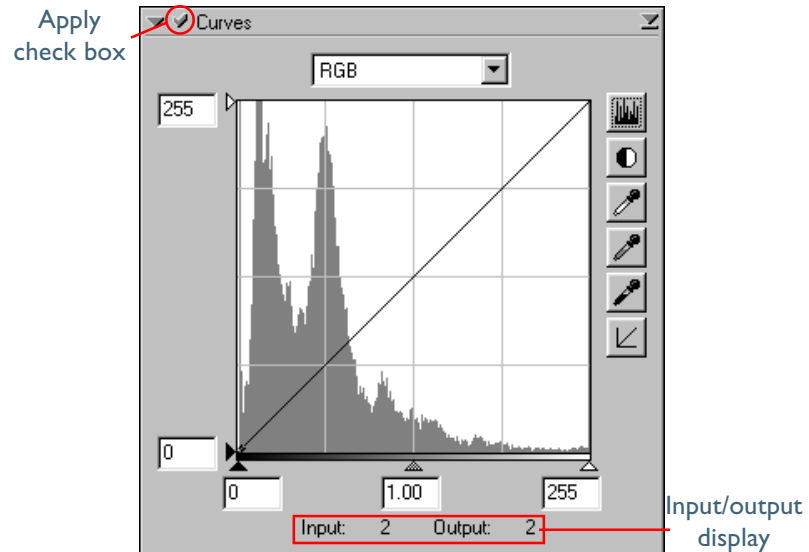 Apply
check box
Curves
RGB
255
0
0 1.00 255
Input: 2 Output: 2
Input/output
display